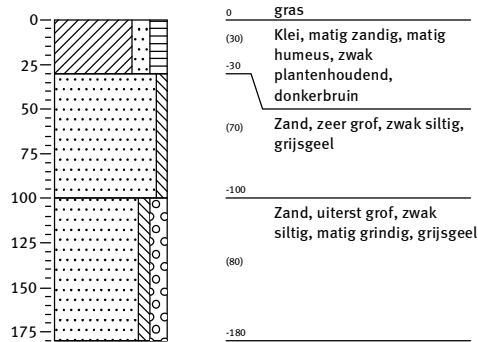 0
25
50
75
100
125
150
175
0 gras
(30) Klei, matig zandig, matig
humeus, zwak
-30 plantenhoudend,
donkerbruin
(70) Zand, zeer grof, zwak siltig,
grijsgeel
-100
Zand, uiterst grof, zwak
siltig, matig grindig, grijsgeel
(80)
-180